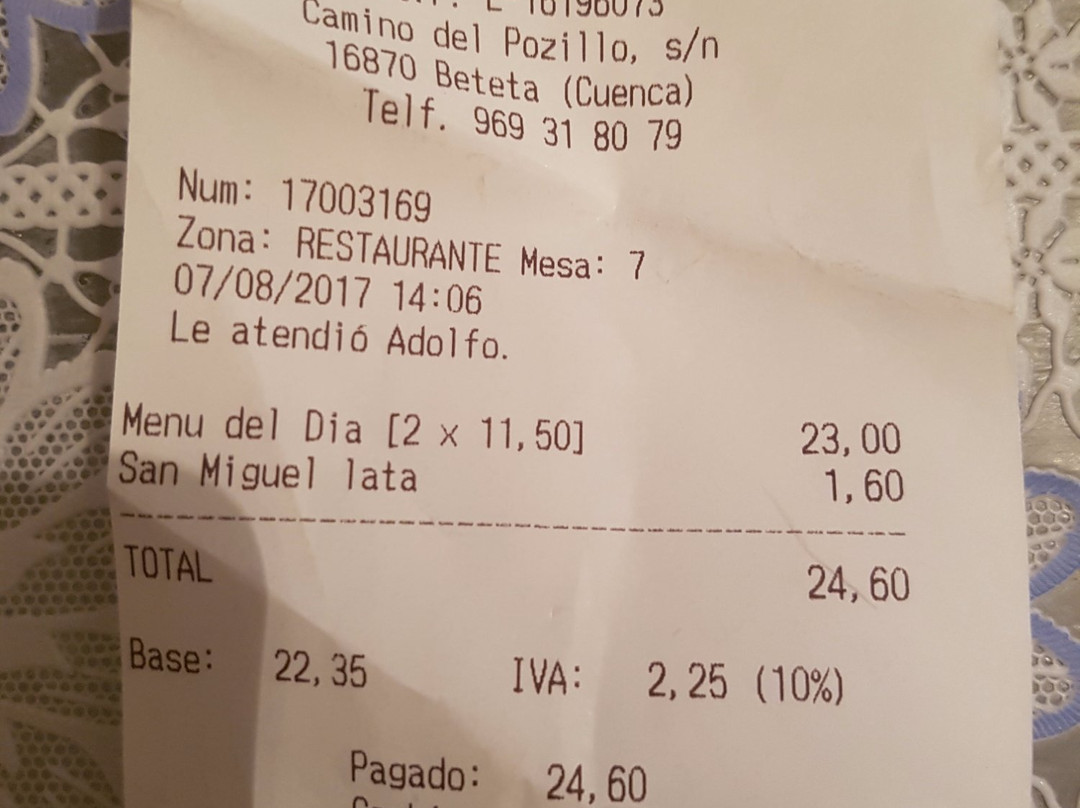 Camino del Pozillo, s/n
16870 Beteta (Cuenca)
Telf. 969 31 80 79
Num: 17003169
Zona: RESTAURANTE Mesa: 7
07/08/2017 14:06
Le atendió Adolfo.
Menu del Dia [2 x 11,50] 23,00
San Miguel lata 1,60
TOTAL 24,60
Base: 22,35 IVA: 2,25 (10%)
Pagado: 24,60